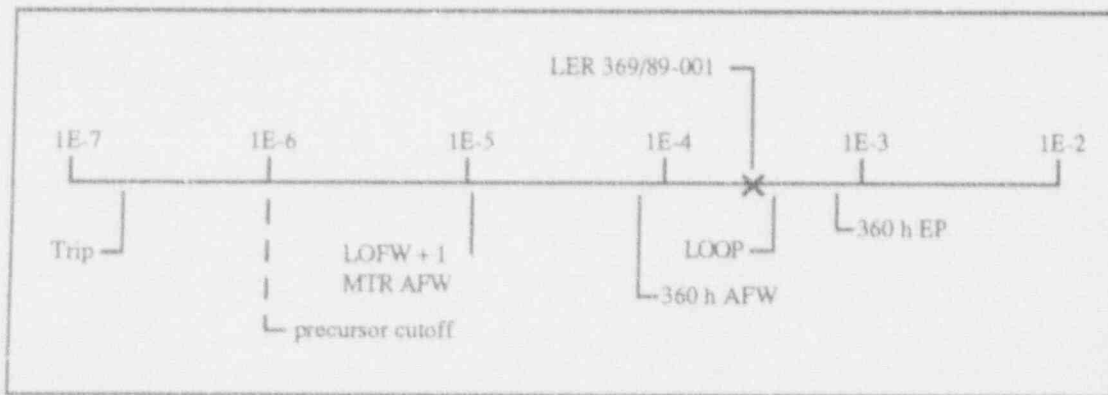 LER 369/89-001
1E-7 1E-6 1E-5 1E-4 1E-3 1E-2
Trip
LOFW + 1
MTR AFW
LOOP
360 h EP
360 h AFW
precursor cutoff